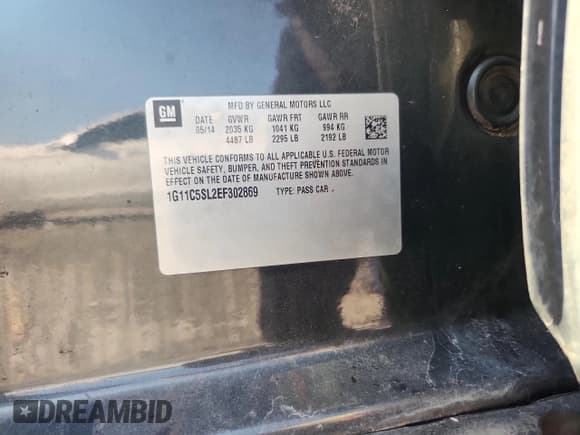 GM
MFD BY GENERAL MOTORS LLC
DATE GVWR GAWR FRT GAWR RR
05/14 2035 KG 1041 KG 994 KG
4487 LB 2295 LB 2192 LB
THIS VEHICLE CONFORMS TO ALL APPLICABLE U.S. FEDERAL MOTOR
VEHICLE SAFETY, BUMPER, AND THEFT PREVENTION STANDARDS IN
EFFECT ON THE DATE OF MANUFACTURE SHOWN ABOVE.
1G11C5SL2EF302869 TYPE: PASS CAR
DREAMBID